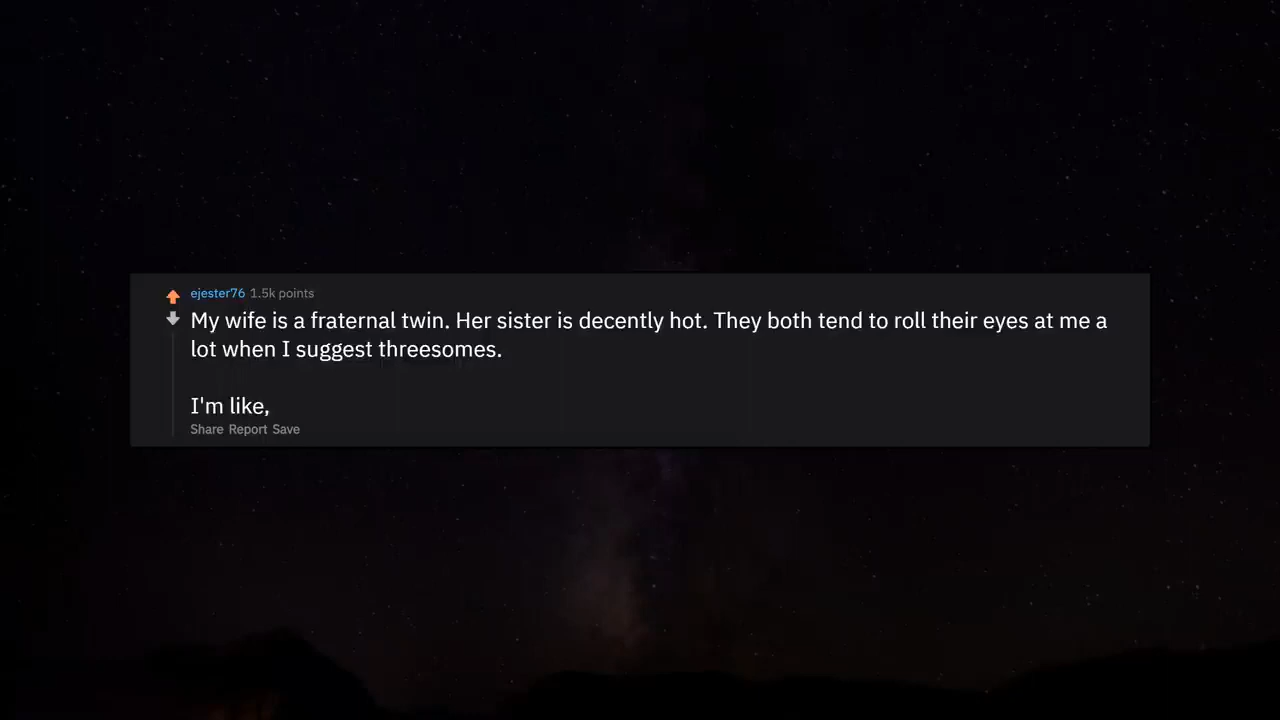 ejester76 1.5k points
My wife is a fraternal twin. Her sister is decently hot. They both tend to roll their eyes at me a
lot when I suggest threesomes.
I'm like,
Share Report Save